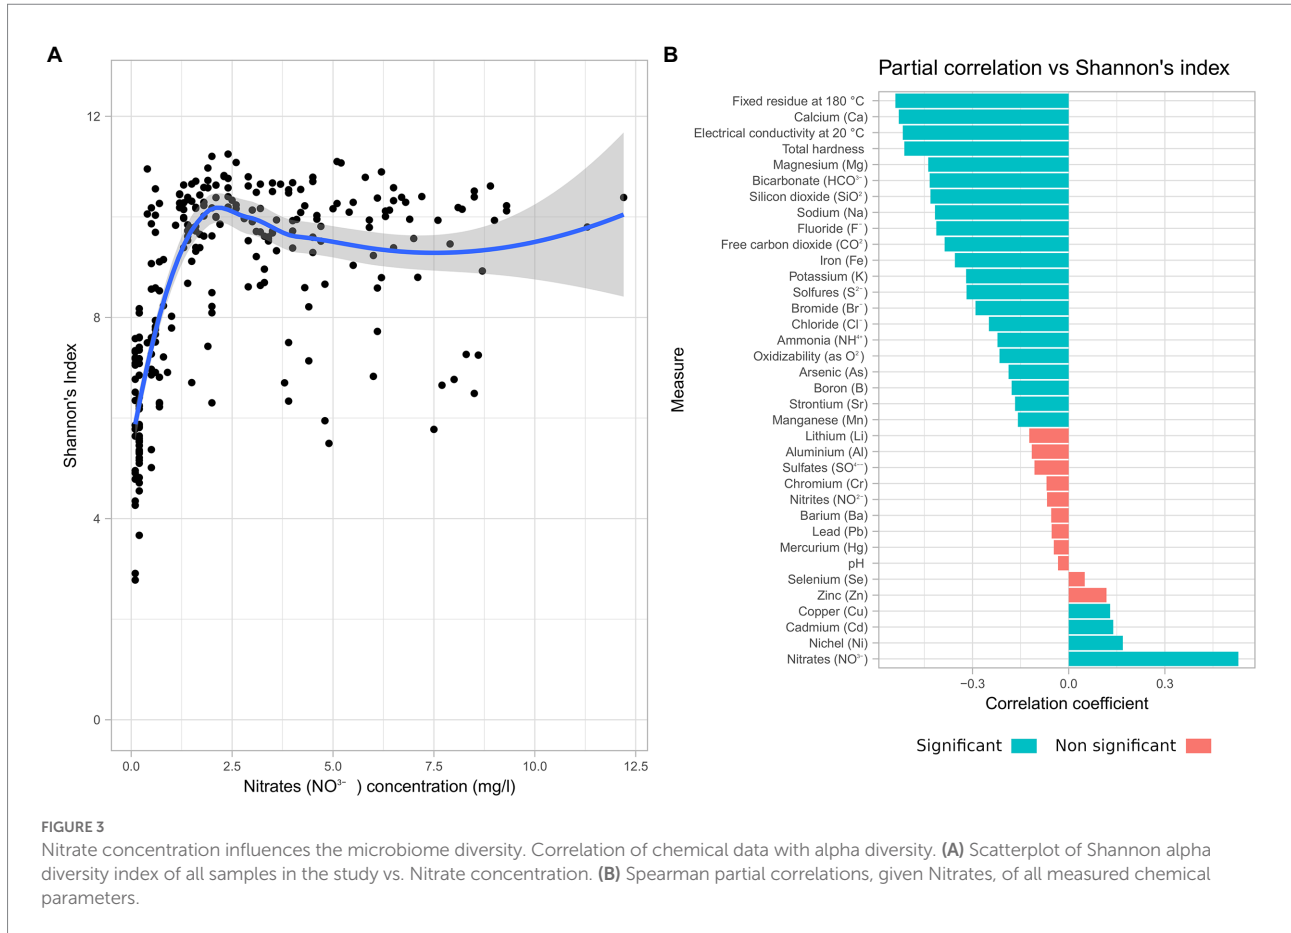 A
12
8
4
0
Shannon's Index
0.0 2.5 5.0 7.5 10.0 12.5
Nitrates (NO³⁻ ) concentration (mg/l)
B
Partial correlation vs Shannon's index
Measure
Fixed residue at 180 °C
Calcium (Ca)
Electrical conductivity at 20 °C
Total hardness
Magnesium (Mg)
Bicarbonate (HCO³⁻)
Silicon dioxide (SiO²)
Sodium (Na)
Fluoride (F⁻)
Free carbon dioxide (CO²)
Iron (Fe)
Potassium (K)
Solfures (S²⁻)
Bromide (Br⁻)
Chloride (Cl⁻)
Ammonia (NH⁴⁺)
Oxidizability (as O²)
Arsenic (As)
Boron (B)
Strontium (Sr)
Manganese (Mn)
Lithium (Li)
Aluminium (Al)
Sulfates (SO⁴⁻⁻)
Chromium (Cr)
Nitrites (NO²⁻)
Barium (Ba)
Lead (Pb)
Mercurium (Hg)
pH
Selenium (Se)
Zinc (Zn)
Copper (Cu)
Cadmium (Cd)
Nichel (Ni)
Nitrates (NO³⁻)
−0.3 0.0 0.3
Correlation coefficient
Significant Non significant
FIGURE 3
Nitrate concentration influences the microbiome diversity. Correlation of chemical data with alpha diversity. (A) Scatterplot of Shannon alpha
diversity index of all samples in the study vs. Nitrate concentration. (B) Spearman partial correlations, given Nitrates, of all measured chemical
parameters.